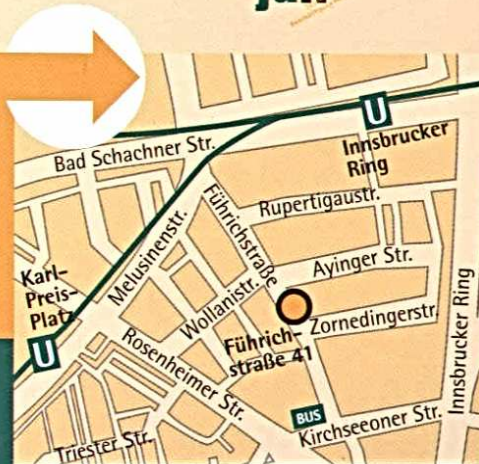 Bad Schachner Str.
U
Innsbrucker
Ring
Führichstraße
Rupertigaustr.
Melusinenstr.
Ayinger Str.
Karl-
Preis-
Platz
U
Wollanistr.
Innsbrucker Ring
Führich-
straße 41
Zornedingerstr.
Rosenheimer Str.
BUS
Kirchseeoner Str.
Triester Str.